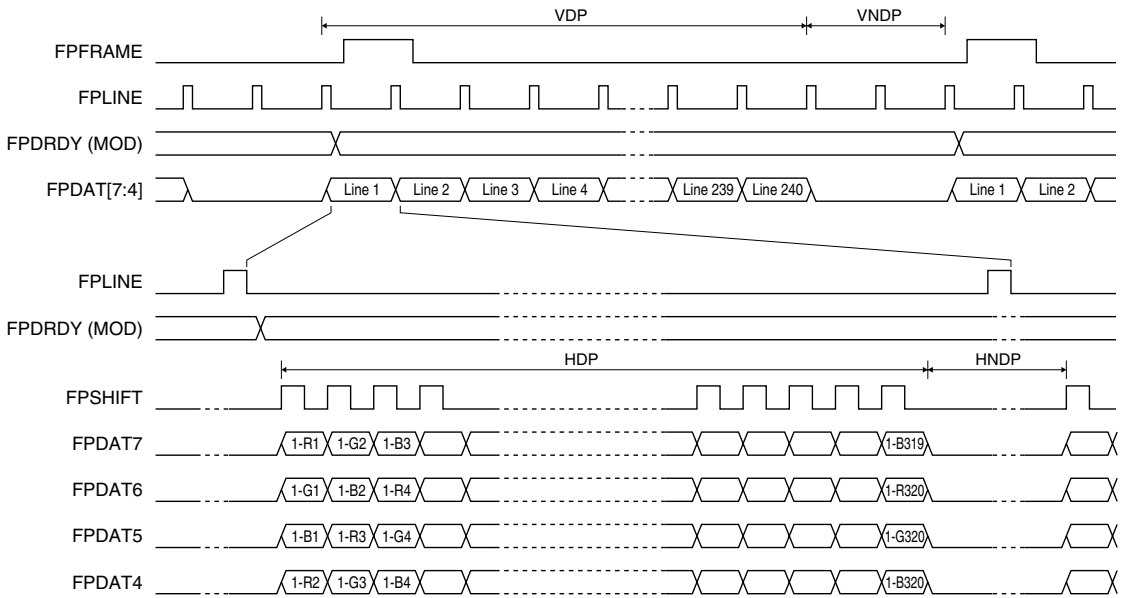 VDP VNDP
FPFRAME
FPLINE
FPDRDY (MOD)
FPDAT[7:4] Line 1 Line 2 Line 3 Line 4 Line 239 Line 240 Line 1 Line 2
FPLINE
FPDRDY (MOD)
HDP HNDP
FPSHIFT
FPDAT7 1-R1 1-G2 1-B3 1-B319
FPDAT6 1-G1 1-B2 1-R4 1-R320
FPDAT5 1-B1 1-R3 1-G4 1-G320
FPDAT4 1-R2 1-G3 1-B4 1-B320